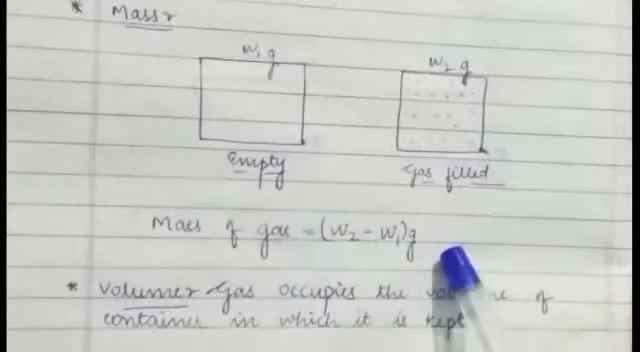 * Mass:
W₁ g
W₂ g
Empty
Gas filled
Mass of gas = (W₂ - W₁)g
* Volume:- Gas occupies the of
container in which it is kept